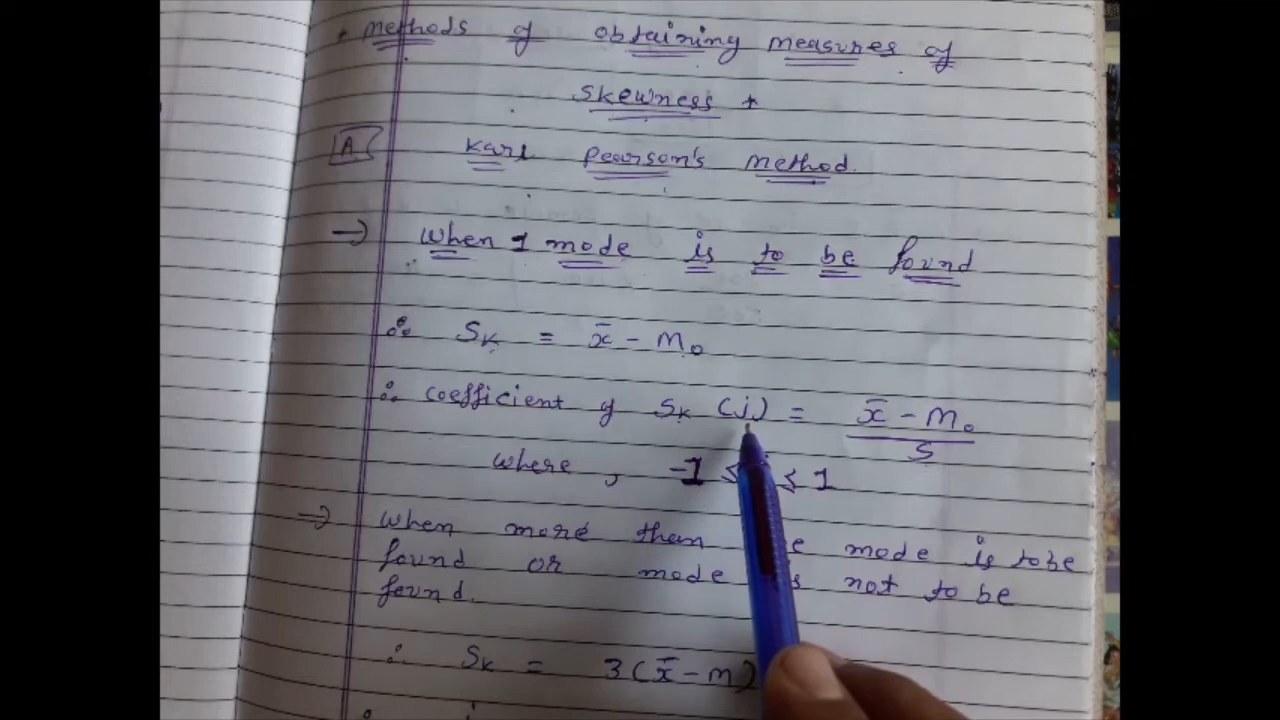 * methods of obtaining measures of
skewness *
A Karl Pearson's method.
→ When 1 mode is to be found
∴ Sk = x̄ - Mo
∴ coefficient of Sk (j) = x̄ - Mo / S
where, -1 ≤ ≤ 1
→ when more than mode is to be
found or mode is not to be
found.
∴ Sk = 3(x̄ - M)